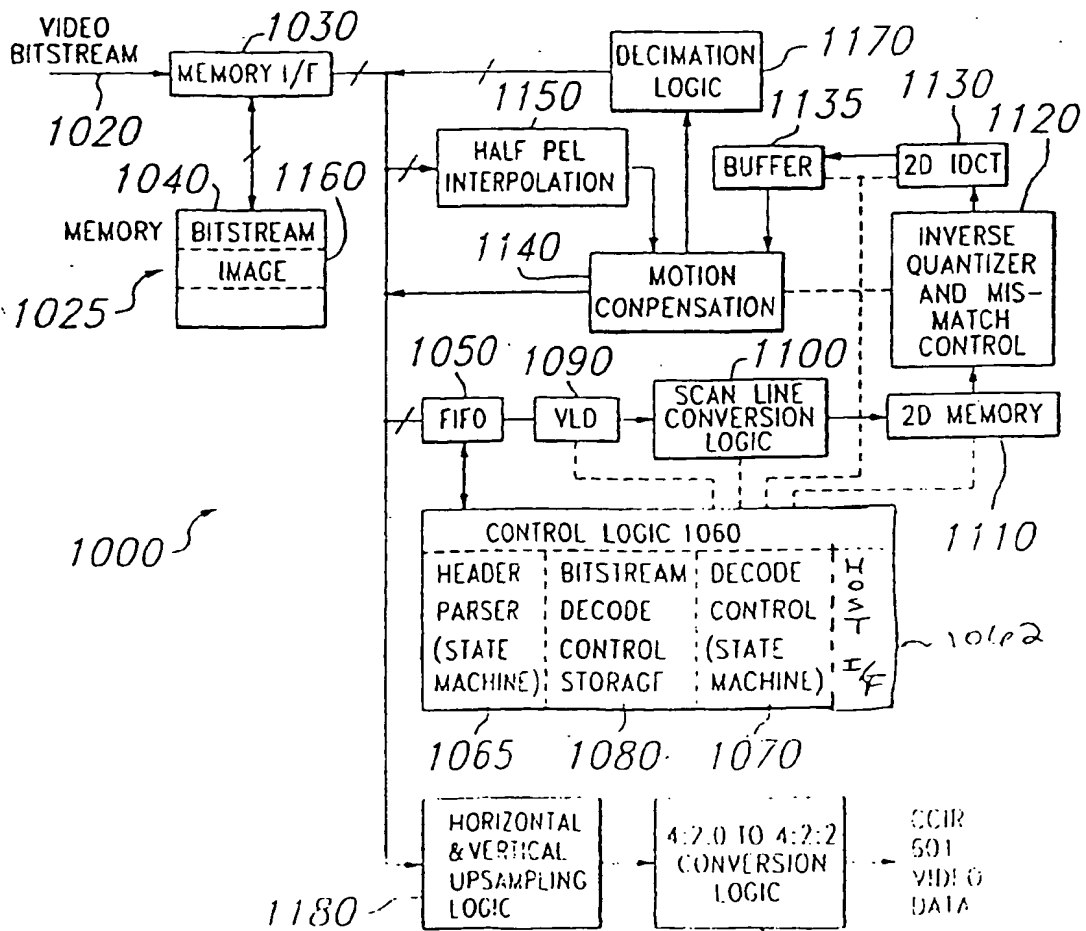 VIDEO
BITSTREAM
1020
1030
MEMORY I/F
1040
1160
MEMORY
BITSTREAM
IMAGE
1025
DECIMATION
LOGIC
1170
1150
HALF PEL
INTERPOLATION
1135
BUFFER
1130
2D IDCT
1120
INVERSE
QUANTIZER
AND MIS-
MATCH
CONTROL
1140
MOTION
CONPENSATION
1050
FIFO
1090
VLD
1100
SCAN LINE
CONVERSION
LOGIC
2D MEMORY
1110
1000
CONTROL LOGIC 1060
HEADER
PARSER
(STATE
MACHINE)
BITSTREAM
DECODE
CONTROL
STORAGE
DECODE
CONTROL
(STATE
MACHINE)
HOST
I/F
1062
1065
1080
1070
HORIZONTAL
& VERTICAL
UPSAMPLING
LOGIC
1180
4:2.0 TO 4:2:2
CONVERSION
LOGIC
CCIR
601
VIDEO
DATA